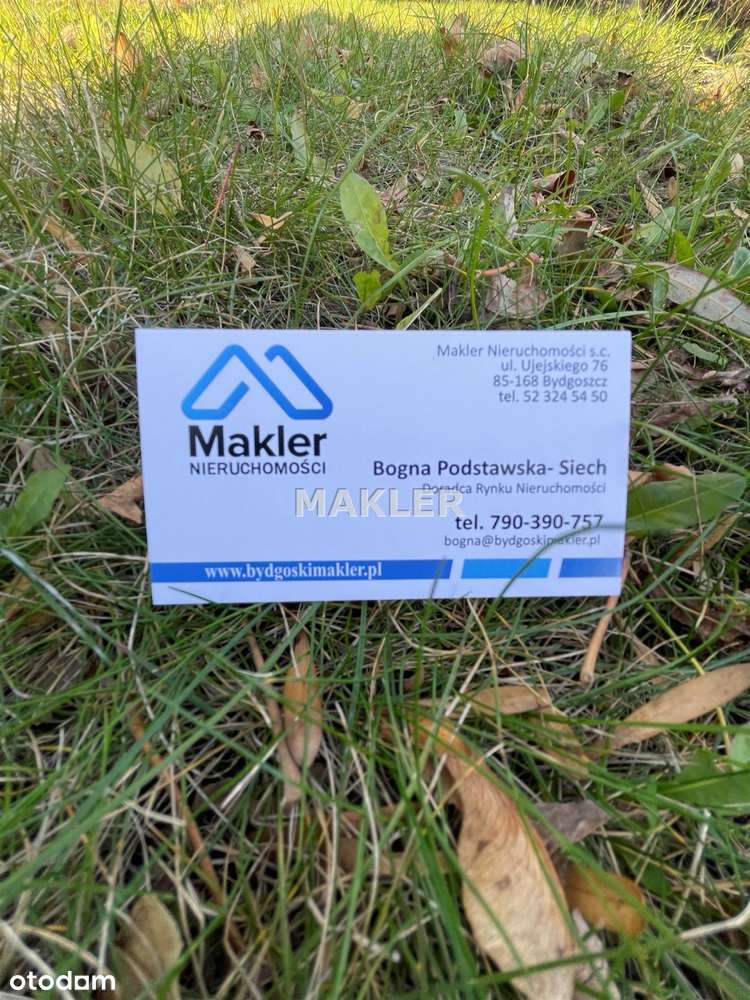 Makler Nieruchomości s.c.
ul. Ujejskiego 76
85-168 Bydgoszcz
tel. 52 324 54 50
Makler
NIERUCHOMOŚCI
Bogna Podstawska- Siech
Doradca Rynku Nieruchomości
MAKLER
tel. 790-390-757
bogna@bydgoskimakler.pl
www.bydgoskimakler.pl
otodom